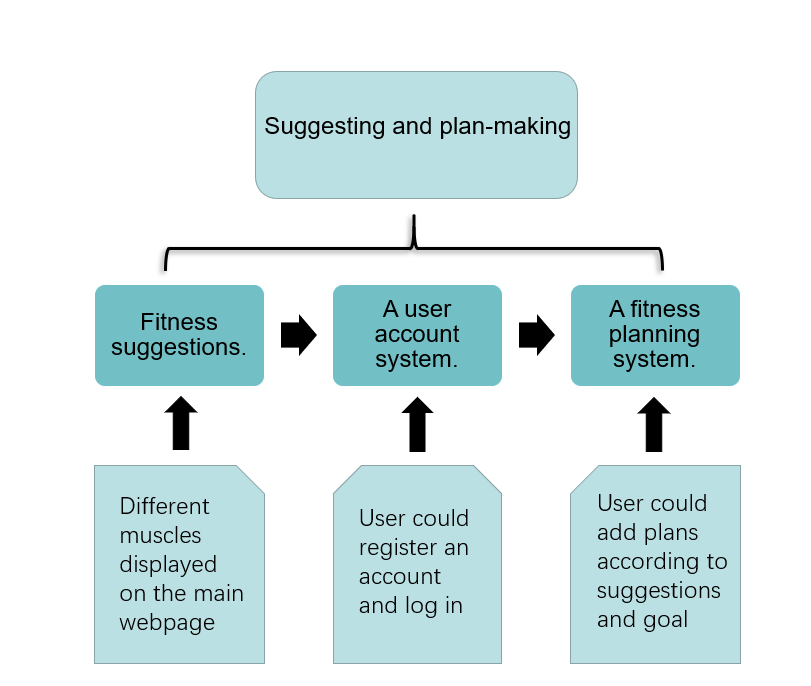 Suggesting and plan-making
Fitness
suggestions.
A user
account
system.
A fitness
planning
system.
Different
muscles
displayed
on the main
webpage
User could
register an
account
and log in
User could
add plans
according to
suggestions
and goal